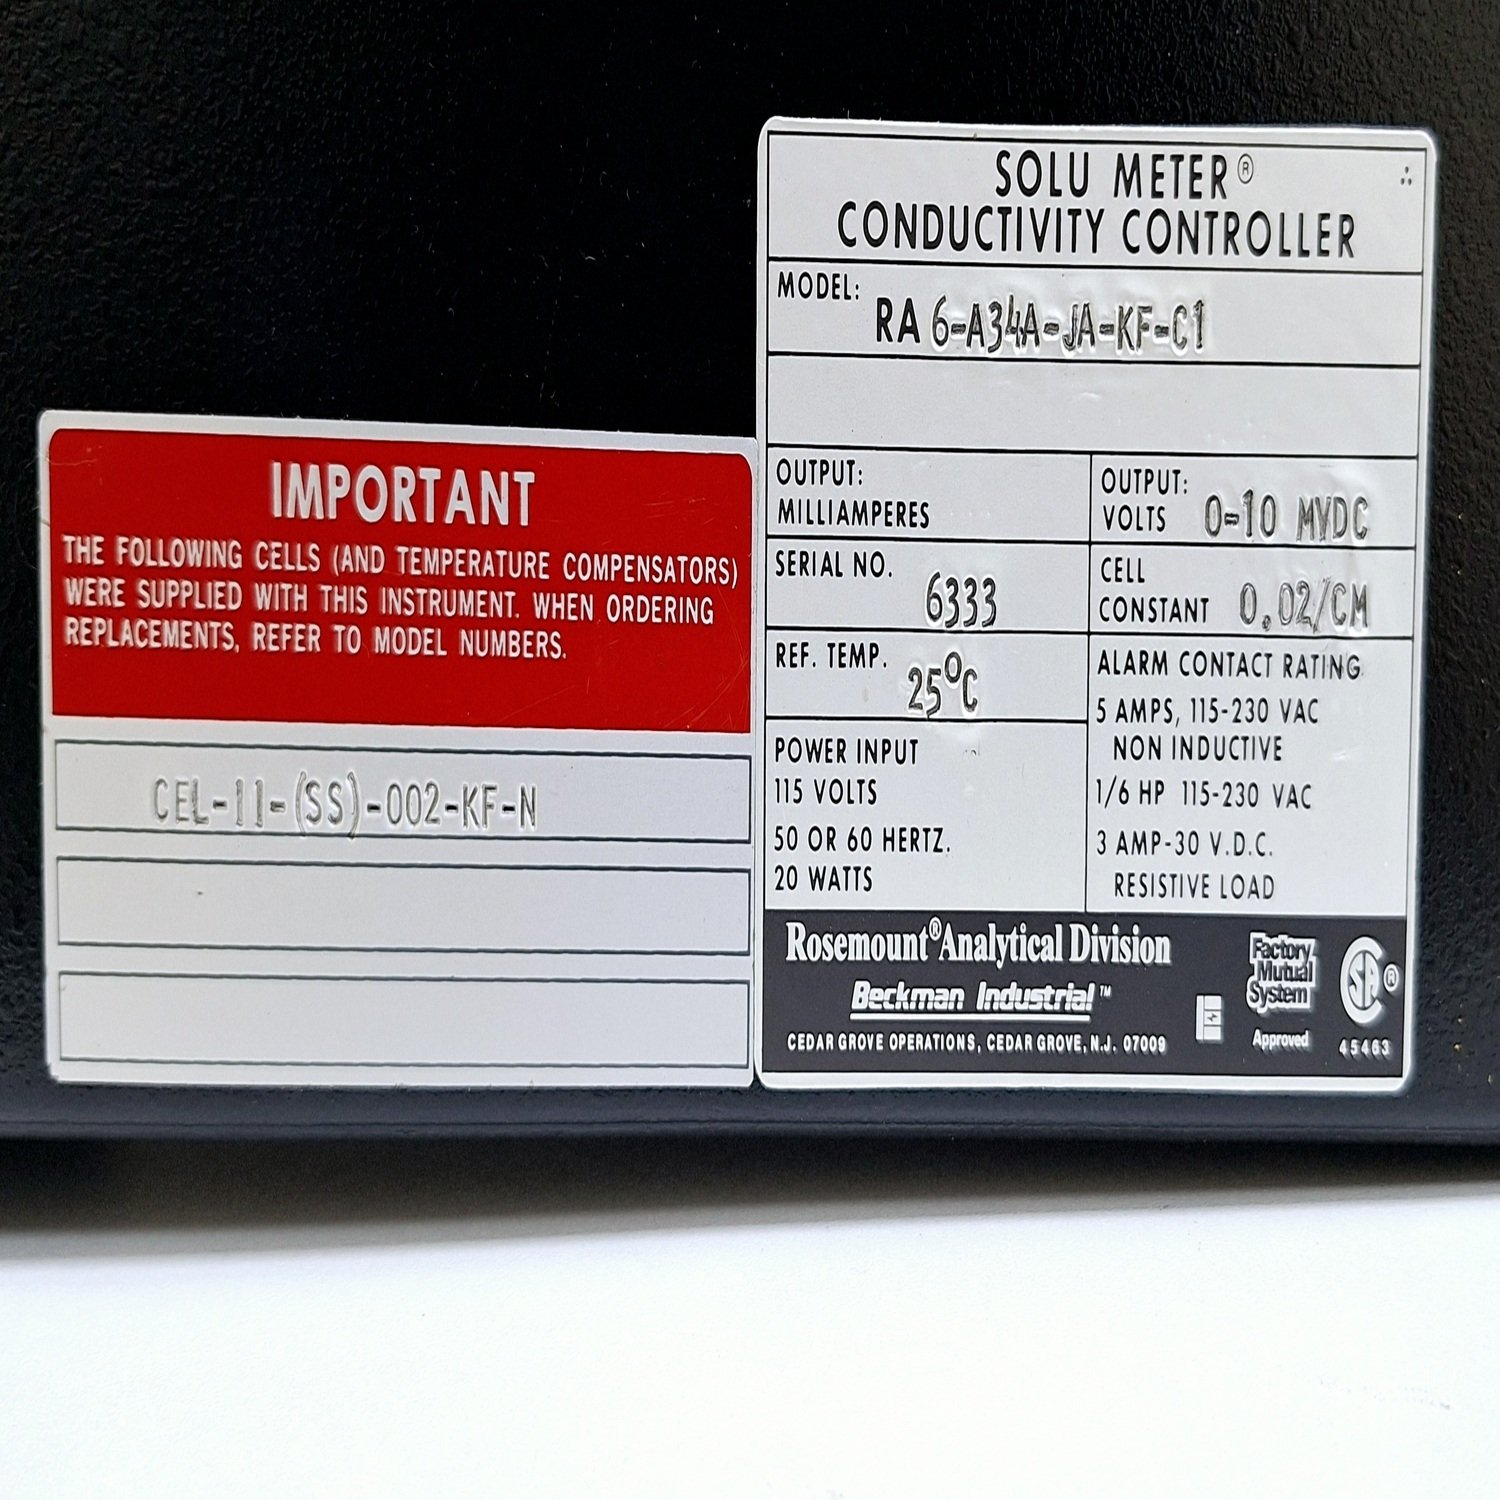 IMPORTANT
THE FOLLOWING CELLS (AND TEMPERATURE COMPENSATORS)
WERE SUPPLIED WITH THIS INSTRUMENT. WHEN ORDERING
REPLACEMENTS, REFER TO MODEL NUMBERS.
CEL-11-(SS)-002-KF-N
SOLU METER®
CONDUCTIVITY CONTROLLER
MODEL:
RA 6-A34A-JA-KF-C1
OUTPUT:
MILLIAMPERES
OUTPUT:
VOLTS 0-10 MVDC
SERIAL NO.
6333
CELL
CONSTANT 0.02/CM
REF. TEMP.
25°C
POWER INPUT
115 VOLTS
50 OR 60 HERTZ.
20 WATTS
ALARM CONTACT RATING
5 AMPS, 115-230 VAC
NON INDUCTIVE
1/6 HP 115-230 VAC
3 AMP-30 V.D.C.
RESISTIVE LOAD
Rosemount® Analytical Division
Beckman Industrial™
CEDAR GROVE OPERATIONS, CEDAR GROVE, N.J. 07009
Factory
Mutual
System
Approved
SA®
45463